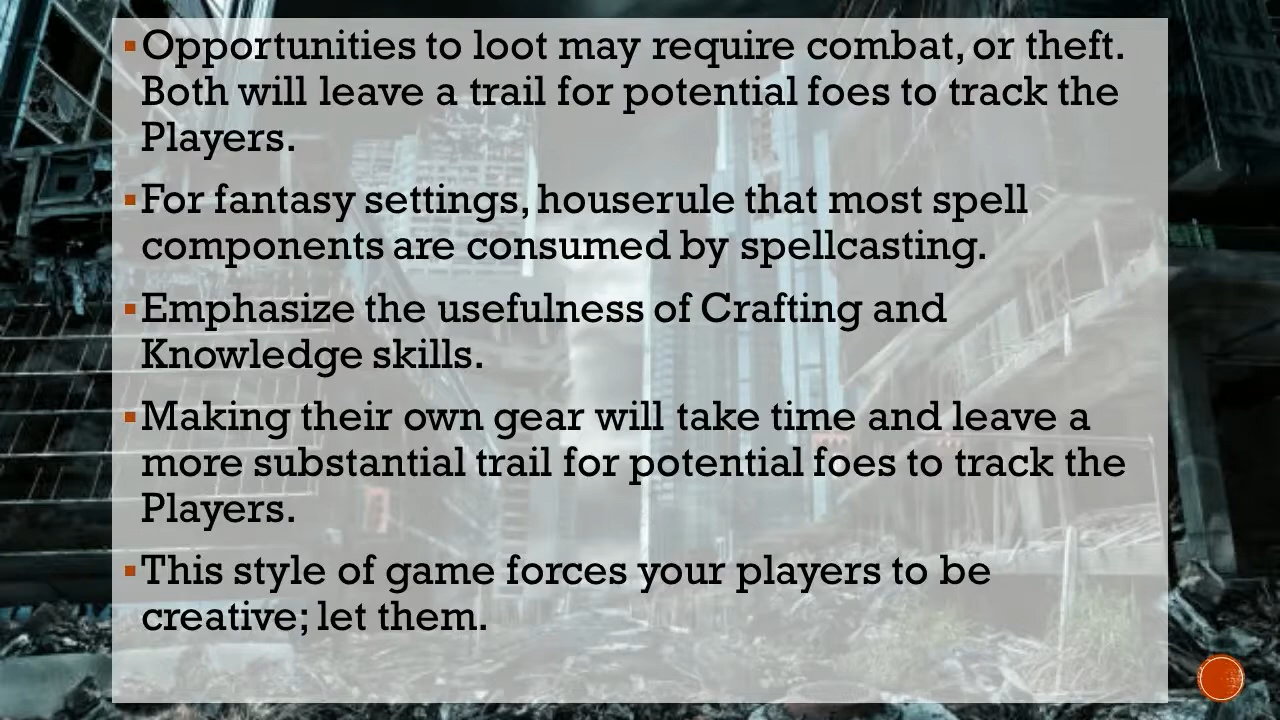 ▪Opportunities to loot may require combat, or theft.
Both will leave a trail for potential foes to track the
Players.
▪For fantasy settings, houserule that most spell
components are consumed by spellcasting.
▪Emphasize the usefulness of Crafting and
Knowledge skills.
▪Making their own gear will take time and leave a
more substantial trail for potential foes to track the
Players.
▪This style of game forces your players to be
creative; let them.